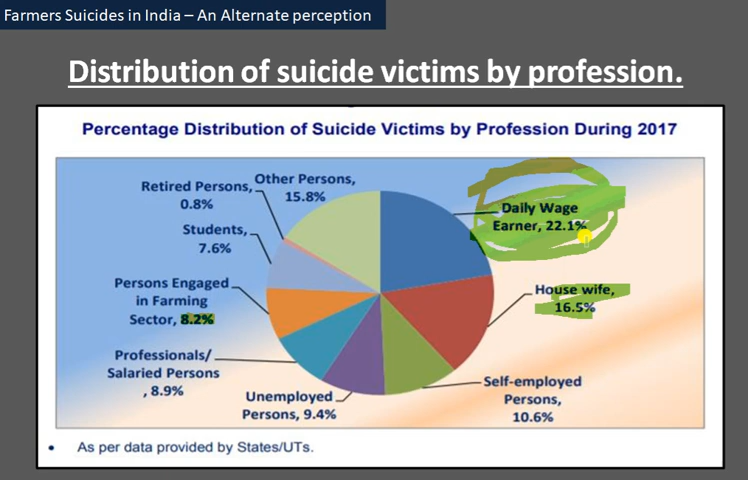 Farmers Suicides in India – An Alternate perception
Distribution of suicide victims by profession.
Percentage Distribution of Suicide Victims by Profession During 2017
Other Persons,
15.8%
Retired Persons,
0.8%
Students,
7.6%
Persons Engaged
in Farming
Sector, 8.2%
Professionals/
Salaried Persons
, 8.9%
Unemployed
Persons, 9.4%
Daily Wage
Earner, 22.1%
House wife,
16.5%
Self-employed
Persons,
10.6%
• As per data provided by States/UTs.